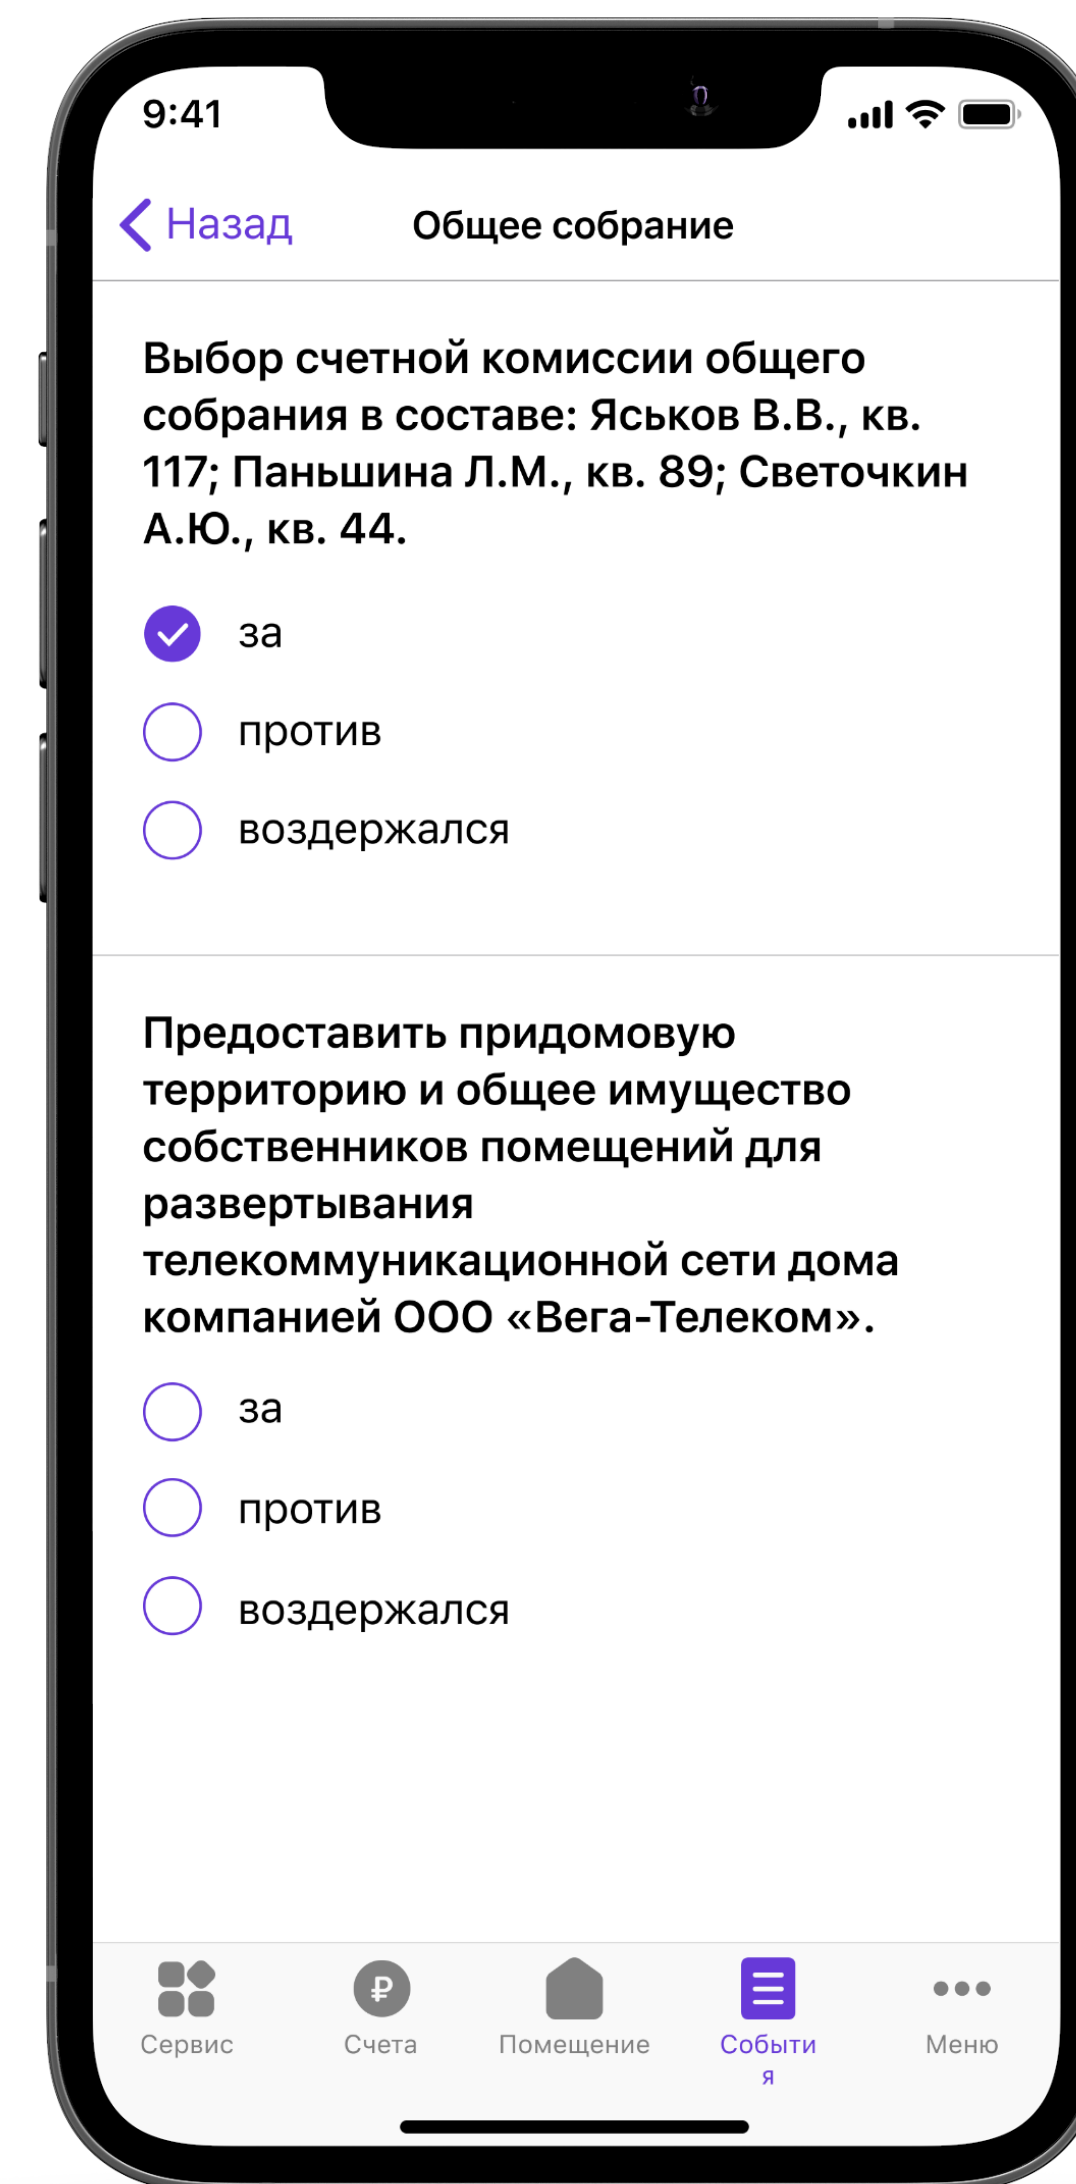 9:41
Назад
Общее собрание
Выбор счетной комиссии общего
собрания в составе: Яськов В.В., кв.
117; Паньшина Л.М., кв. 89; Светочкин
А.Ю., кв. 44.
за
против
воздержался
Предоставить придомовую
территорию и общее имущество
собственников помещений для
развертывания
телекоммуникационной сети дома
компанией ООО «Вега-Телеком».
за
против
воздержался
Сервис
₽
Счета
Помещение
Событи
я
Меню